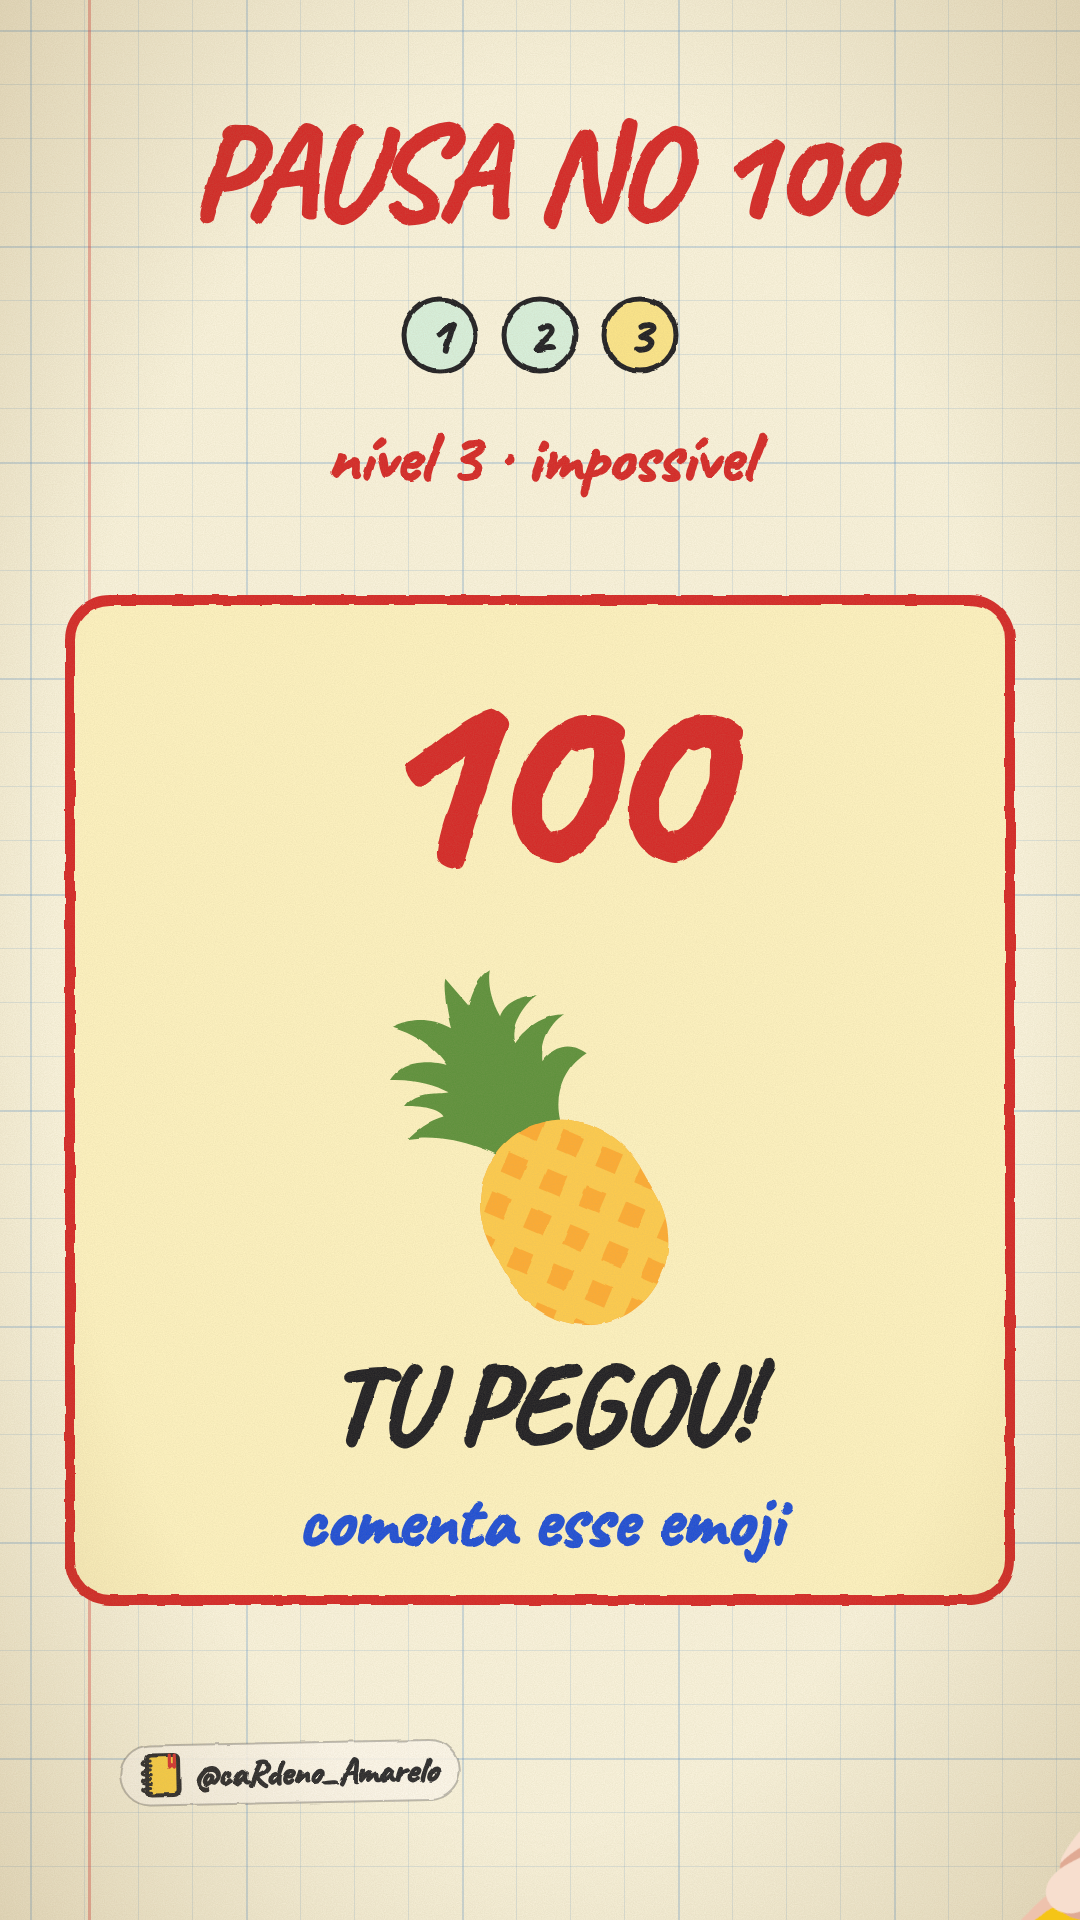 PAUSA NO 100
1 2 3
nível 3 · impossível
100
TU PEGOU!
comenta esse emoji
@caRdeno_Amarelo